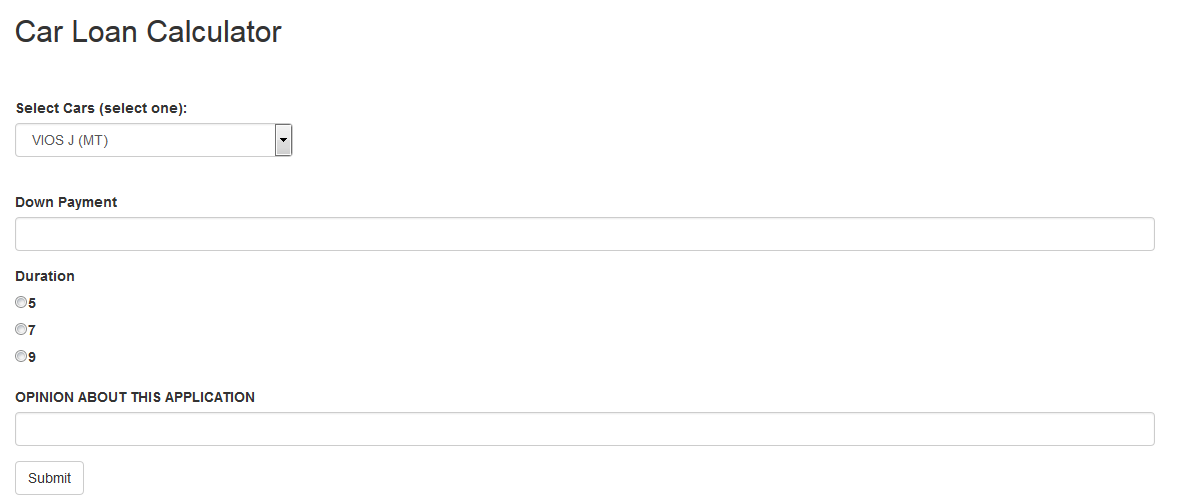 Car Loan Calculator
Select Cars (select one):
VIOS J (MT)
Down Payment
Duration
5
7
9
OPINION ABOUT THIS APPLICATION
Submit